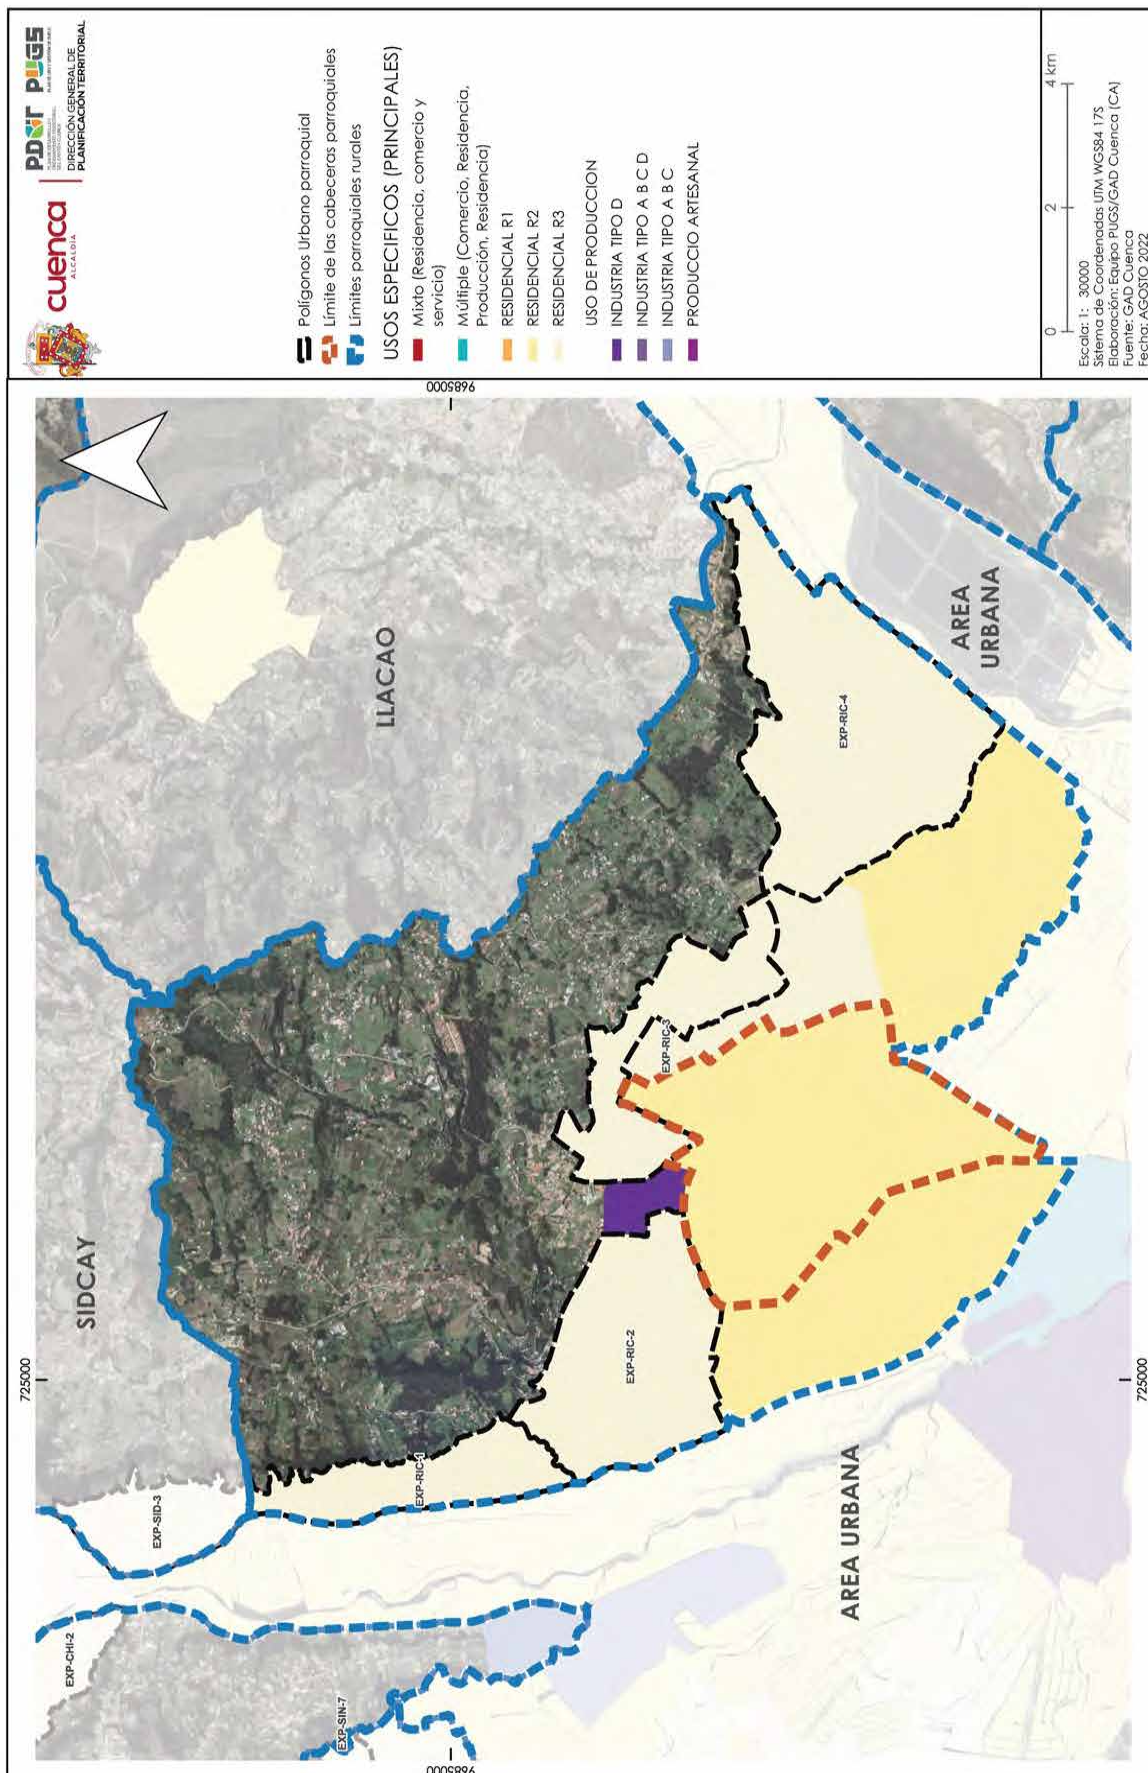 cuenca
ALCALDÍA
PDOT PUGS
DIRECCIÓN GENERAL DE
PLANIFICACIÓN TERRITORIAL
Polígonos Urbano parroquial
Límite de las cabeceras parroquiales
Límites parroquiales rurales
USOS ESPECIFICOS (PRINCIPALES)
Mixto (Residencia, comercio y
servicio)
Múltiple (Comercio, Residencia,
Producción, Residencia)
RESIDENCIAL R1
RESIDENCIAL R2
RESIDENCIAL R3
USO DE PRODUCCION
INDUSTRIA TIPO D
INDUSTRIA TIPO A B C D
INDUSTRIA TIPO A B C
PRODUCCIO ARTESANAL
0 2 4 km
Escala: 1: 30000
Sistema de Coordenadas UTM WGS84 17S
Elaboración: Equipo PUGS/GAD Cuenca (CA)
Fuente: GAD Cuenca
Fecha: AGOSTO 2022
725000
9685000
SIDCAY
LLACAO
EXP-CHI-2
EXP-SID-3
EXP-SIN-7
EXP-RIC-1
EXP-RIC-2
EXP-RIC-3
EXP-RIC-4
AREA URBANA
AREA
URBANA
9685000
725000